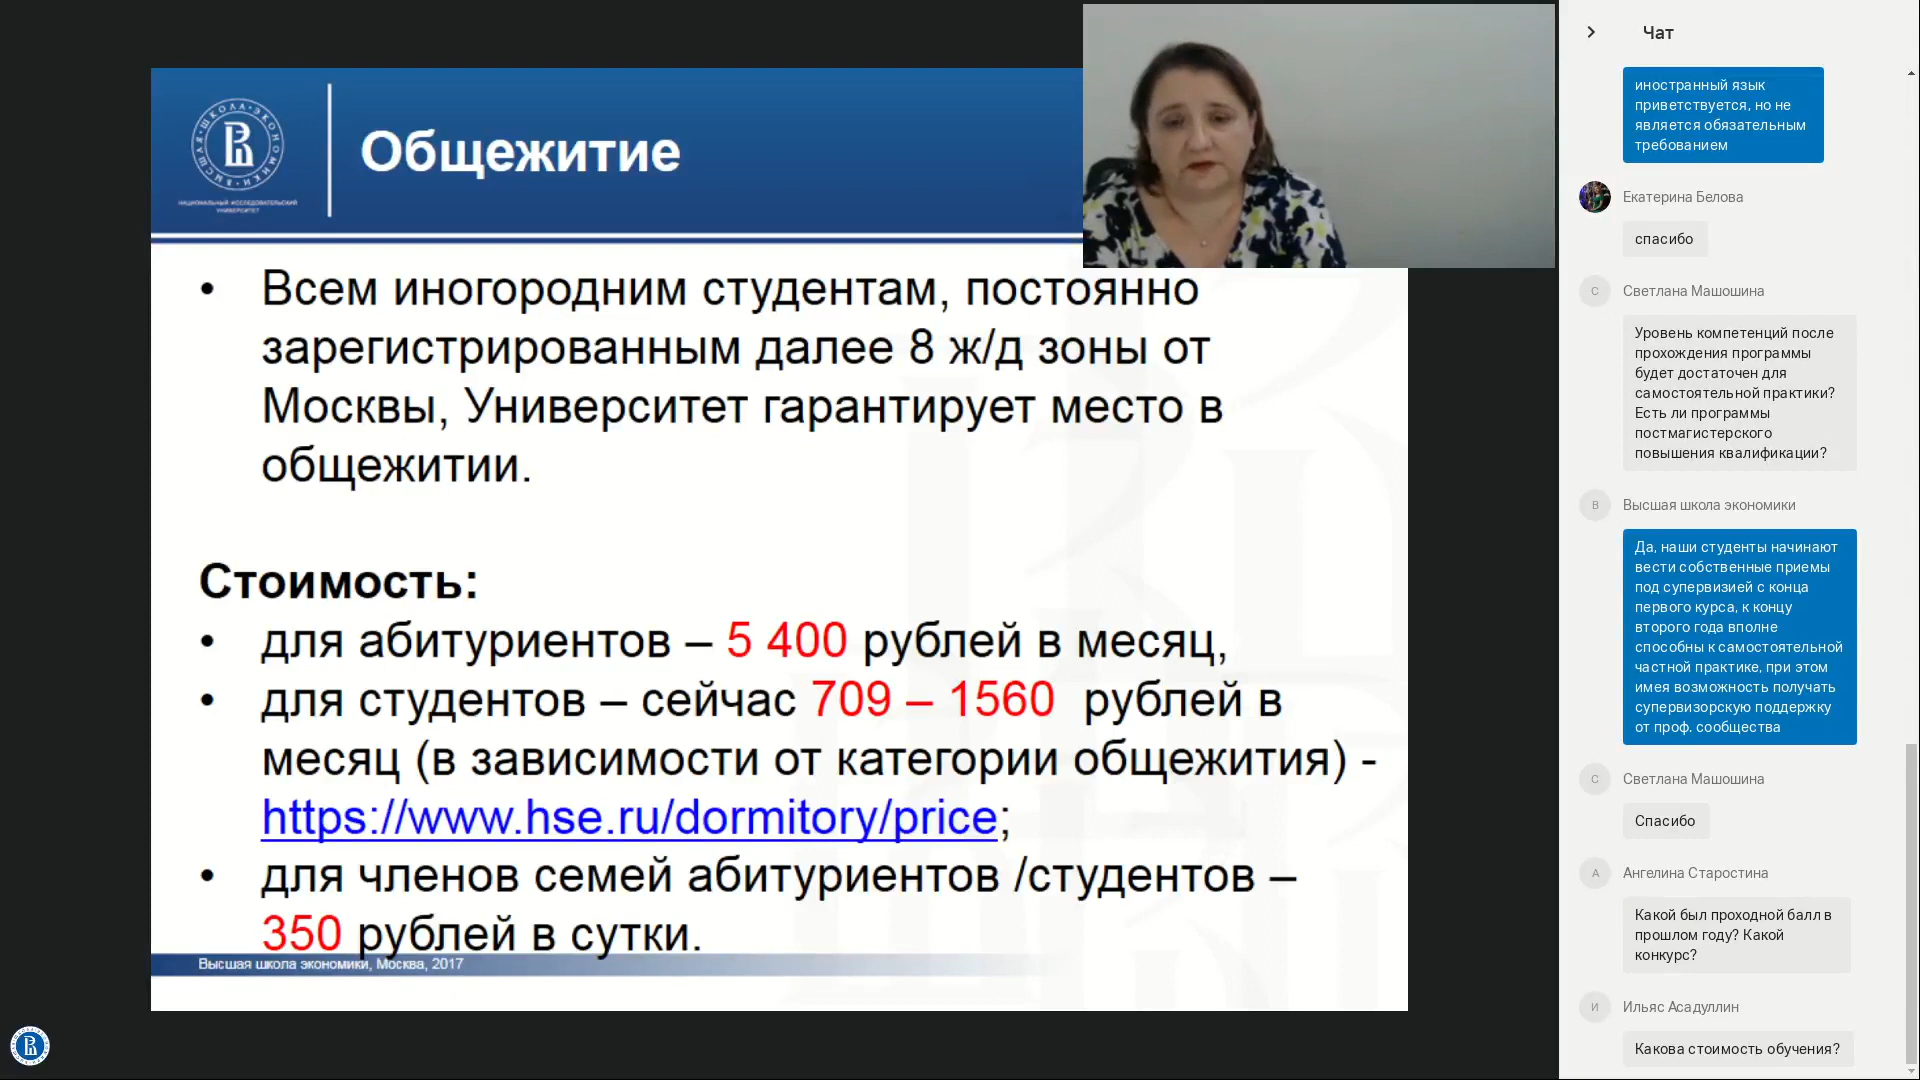 ВЫСШАЯ ШКОЛА ЭКОНОМИКИ
НАЦИОНАЛЬНЫЙ ИССЛЕДОВАТЕЛЬСКИЙ
УНИВЕРСИТЕТ
Общежитие
• Всем иногородним студентам, постоянно
зарегистрированным далее 8 ж/д зоны от
Москвы, Университет гарантирует место в
общежитии.
Стоимость:
• для абитуриентов – 5 400 рублей в месяц,
• для студентов – сейчас 709 – 1560 рублей в
месяц (в зависимости от категории общежития) -
https://www.hse.ru/dormitory/price;
• для членов семей абитуриентов /студентов –
350 рублей в сутки.
Высшая школа экономики, Москва, 2017
Чат
иностранный язык
приветствуется, но не
является обязательным
требованием
Екатерина Белова
спасибо
С
Светлана Машошина
Уровень компетенций после
прохождения программы
будет достаточен для
самостоятельной практики?
Есть ли программы
постмагистерского
повышения квалификации?
В
Высшая школа экономики
Да, наши студенты начинают
вести собственные приемы
под супервизией с конца
первого курса, к концу
второго года вполне
способны к самостоятельной
частной практике, при этом
имея возможность получать
супервизорскую поддержку
от проф. сообщества
С
Светлана Машошина
Спасибо
А
Ангелина Старостина
Какой был проходной балл в
прошлом году? Какой
конкурс?
И
Ильяс Асадуллин
Какова стоимость обучения?